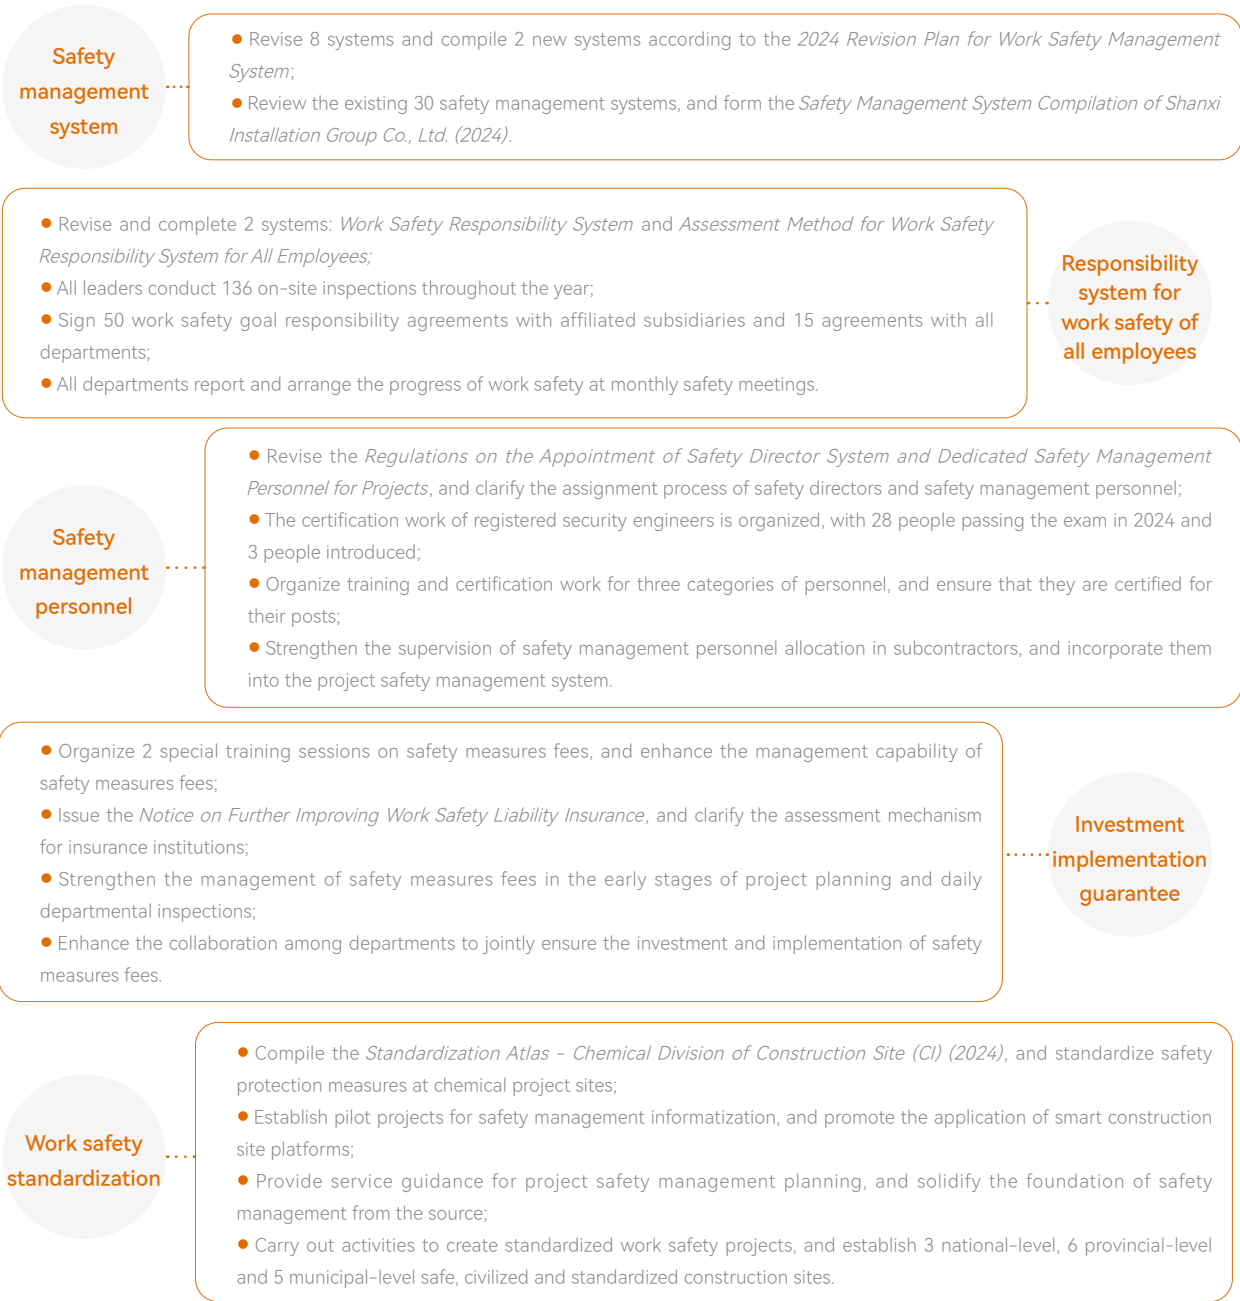 Safety
management
system
● Revise 8 systems and compile 2 new systems according to the 2024 Revision Plan for Work Safety Management
System;
● Review the existing 30 safety management systems, and form the Safety Management System Compilation of Shanxi
Installation Group Co., Ltd. (2024).
● Revise and complete 2 systems: Work Safety Responsibility System and Assessment Method for Work Safety
Responsibility System for All Employees;
● All leaders conduct 136 on-site inspections throughout the year;
● Sign 50 work safety goal responsibility agreements with affiliated subsidiaries and 15 agreements with all
departments;
● All departments report and arrange the progress of work safety at monthly safety meetings.
Responsibility
system for
work safety of
all employees
Safety
management
personnel
● Revise the Regulations on the Appointment of Safety Director System and Dedicated Safety Management
Personnel for Projects, and clarify the assignment process of safety directors and safety management personnel;
● The certification work of registered security engineers is organized, with 28 people passing the exam in 2024 and
3 people introduced;
● Organize training and certification work for three categories of personnel, and ensure that they are certified for
their posts;
● Strengthen the supervision of safety management personnel allocation in subcontractors, and incorporate them
into the project safety management system.
● Organize 2 special training sessions on safety measures fees, and enhance the management capability of
safety measures fees;
● Issue the Notice on Further Improving Work Safety Liability Insurance, and clarify the assessment mechanism
for insurance institutions;
● Strengthen the management of safety measures fees in the early stages of project planning and daily
departmental inspections;
● Enhance the collaboration among departments to jointly ensure the investment and implementation of safety
measures fees.
Investment
implementation
guarantee
Work safety
standardization
● Compile the Standardization Atlas - Chemical Division of Construction Site (CI) (2024), and standardize safety
protection measures at chemical project sites;
● Establish pilot projects for safety management informatization, and promote the application of smart construction
site platforms;
● Provide service guidance for project safety management planning, and solidify the foundation of safety
management from the source;
● Carry out activities to create standardized work safety projects, and establish 3 national-level, 6 provincial-level
and 5 municipal-level safe, civilized and standardized construction sites.